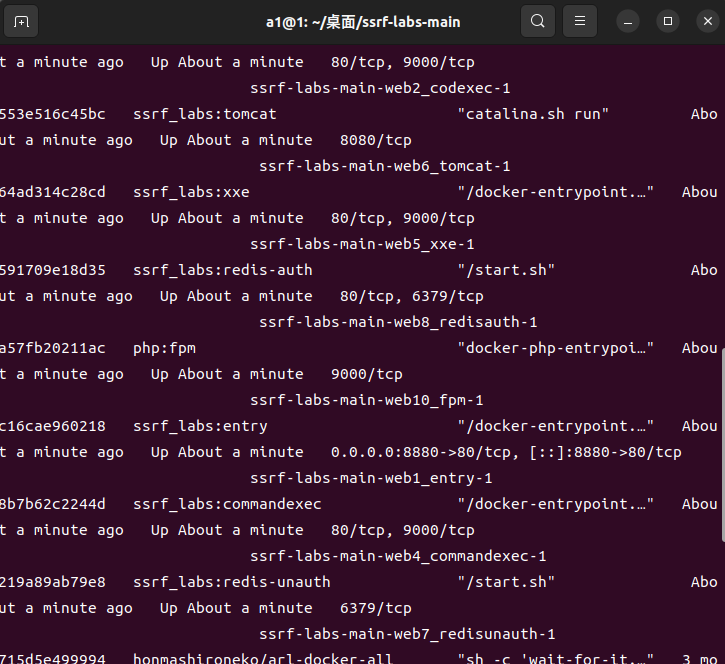 a1@1: ~/桌面/ssrf-labs-main
t a minute ago   Up About a minute   80/tcp, 9000/tcp
ssrf-labs-main-web2_codexec-1
553e516c45bc   ssrf_labs:tomcat   "catalina.sh run"   Abo
ut a minute ago   Up About a minute   8080/tcp
ssrf-labs-main-web6_tomcat-1
64ad314c28cd   ssrf_labs:xxe   "/docker-entrypoint.…"   Abou
t a minute ago   Up About a minute   80/tcp, 9000/tcp
ssrf-labs-main-web5_xxe-1
591709e18d35   ssrf_labs:redis-auth   "/start.sh"   Abo
ut a minute ago   Up About a minute   80/tcp, 6379/tcp
ssrf-labs-main-web8_redisauth-1
a57fb20211ac   php:fpm   "docker-php-entrypoi…"   Abou
t a minute ago   Up About a minute   9000/tcp
ssrf-labs-main-web10_fpm-1
c16cae960218   ssrf_labs:entry   "/docker-entrypoint.…"   Abou
t a minute ago   Up About a minute   0.0.0.0:8880->80/tcp, [::]:8880->80/tcp
ssrf-labs-main-web1_entry-1
8b7b62c2244d   ssrf_labs:commandexec   "/docker-entrypoint.…"   Abou
t a minute ago   Up About a minute   80/tcp, 9000/tcp
ssrf-labs-main-web4_commandexec-1
219a89ab79e8   ssrf_labs:redis-unauth   "/start.sh"   Abo
ut a minute ago   Up About a minute   6379/tcp
ssrf-labs-main-web7_redisunauth-1
715d5e499994   honmashironeko/arl-docker-all   "sh -c 'wait-for-it.…"   3 mo